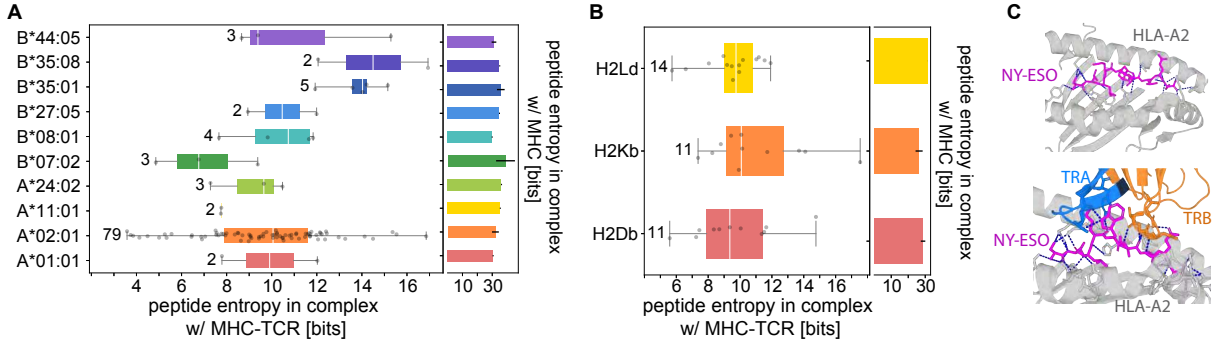 A
B*44:05
3
B*35:08
2
B*35:01
5
B*27:05
2
B*08:01
4
B*07:02
3
A*24:02
3
A*11:01
2
A*02:01
79
A*01:01
2
4 6 8 10 12 14 16
peptide entropy in complex
w/ MHC-TCR [bits]
10 30
peptide entropy in complex
w/ MHC [bits]
B
H2Ld
14
H2Kb
11
H2Db
11
6 8 10 12 14 16
peptide entropy in complex
w/ MHC-TCR [bits]
10 30
peptide entropy in complex
w/ MHC [bits]
C
HLA-A2
NY-ESO
TRA
TRB
NY-ESO
HLA-A2